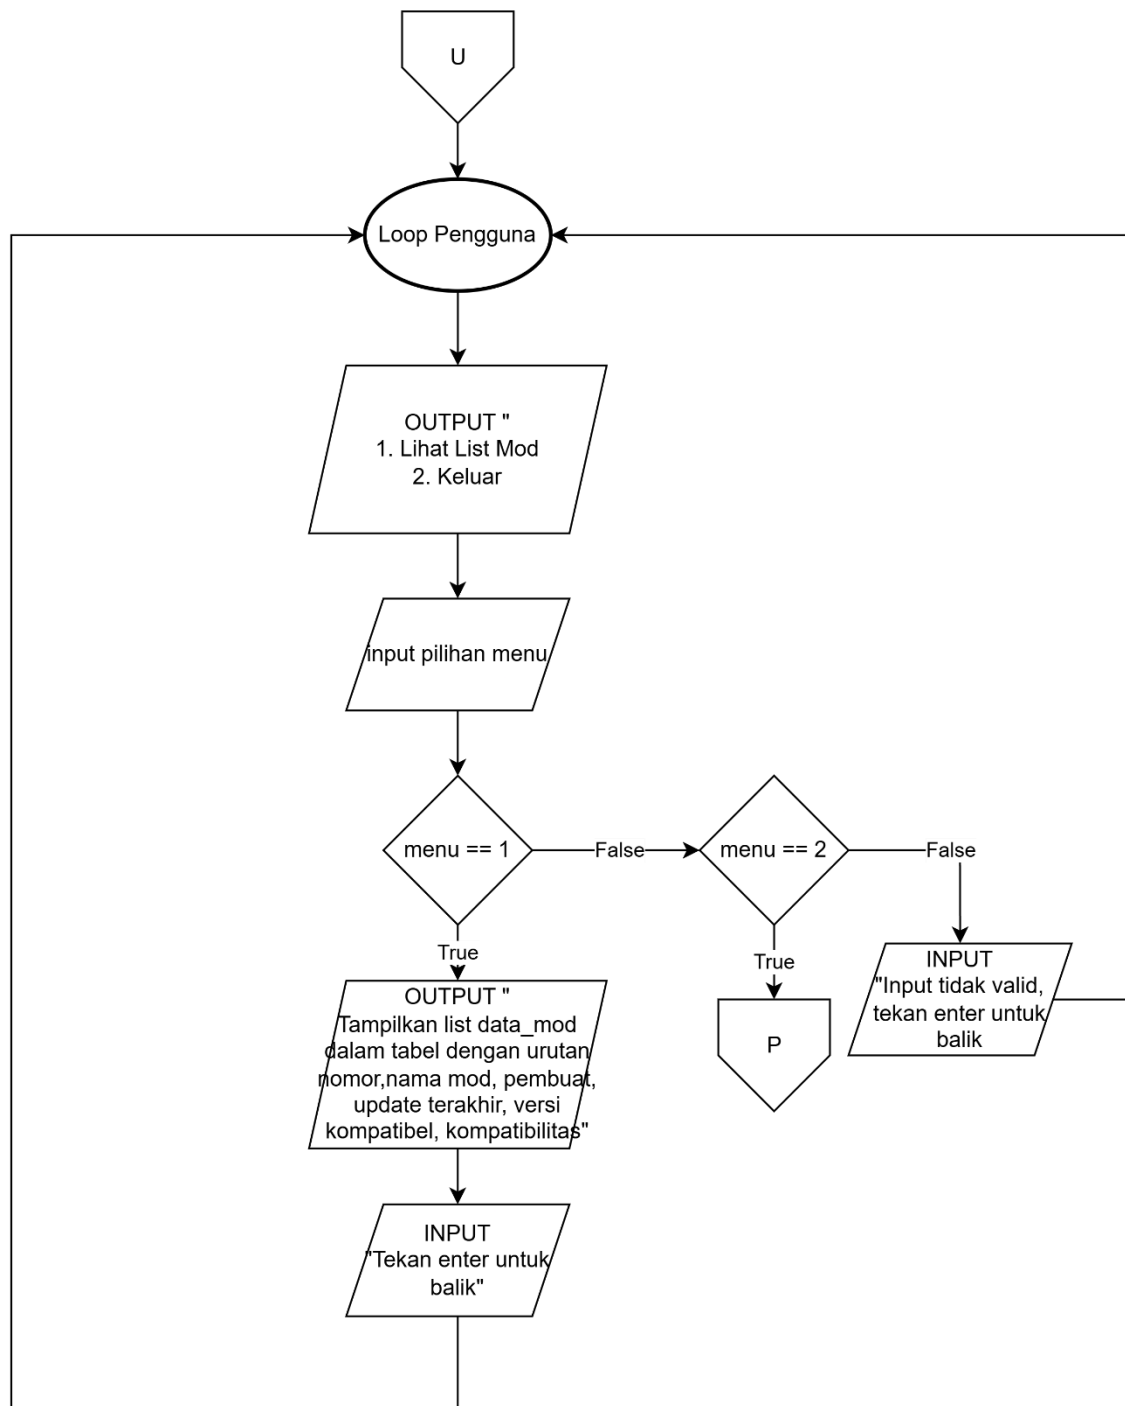 U
Loop Pengguna
OUTPUT "
1. Lihat List Mod
2. Keluar
input pilihan menu
menu == 1
False
menu == 2
False
True
True
INPUT
"Input tidak valid,
tekan enter untuk
balik
OUTPUT "
Tampilkan list data_mod
dalam tabel dengan urutan
nomor,nama mod, pembuat,
update terakhir, versi
kompatibel, kompatibilitas"
P
INPUT
"Tekan enter untuk
balik"